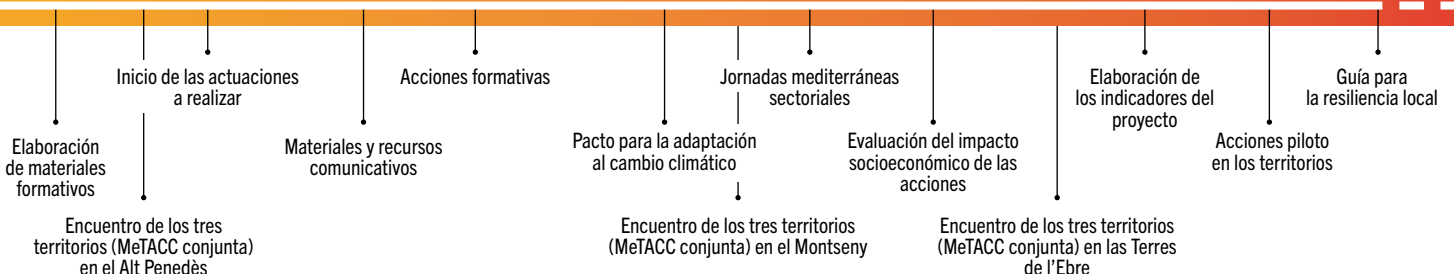 Inicio de las actuaciones
a realizar
Acciones formativas
Jornadas mediterráneas
sectoriales
Elaboración de
los indicadores del
proyecto
Guía para
la resiliencia local
Elaboración
de materiales
formativos
Materiales y recursos
comunicativos
Pacto para la adaptación
al cambio climático
Evaluación del impacto
socioeconómico de las
acciones
Acciones piloto
en los territorios
Encuentro de los tres
territorios (MeTACC conjunta)
en el Alt Penedès
Encuentro de los tres territorios
(MeTACC conjunta) en el Montseny
Encuentro de los tres territorios
(MeTACC conjunta) en las Terres
de l'Ebre